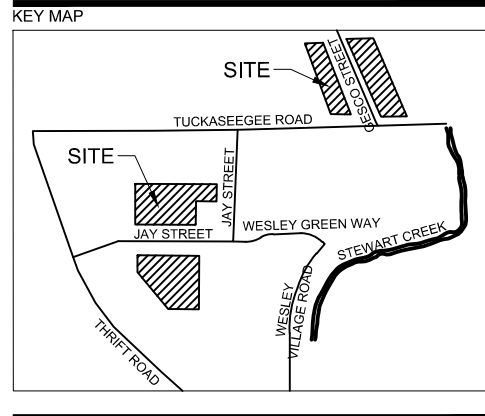 KEY MAP
SITE
GESCO STREET
TUCKASEEGEE ROAD
SITE
JAY STREET
JAY STREET
WESLEY GREEN WAY
STEWART CREEK
WESLEY
VILLAGE ROAD
THRIFT ROAD